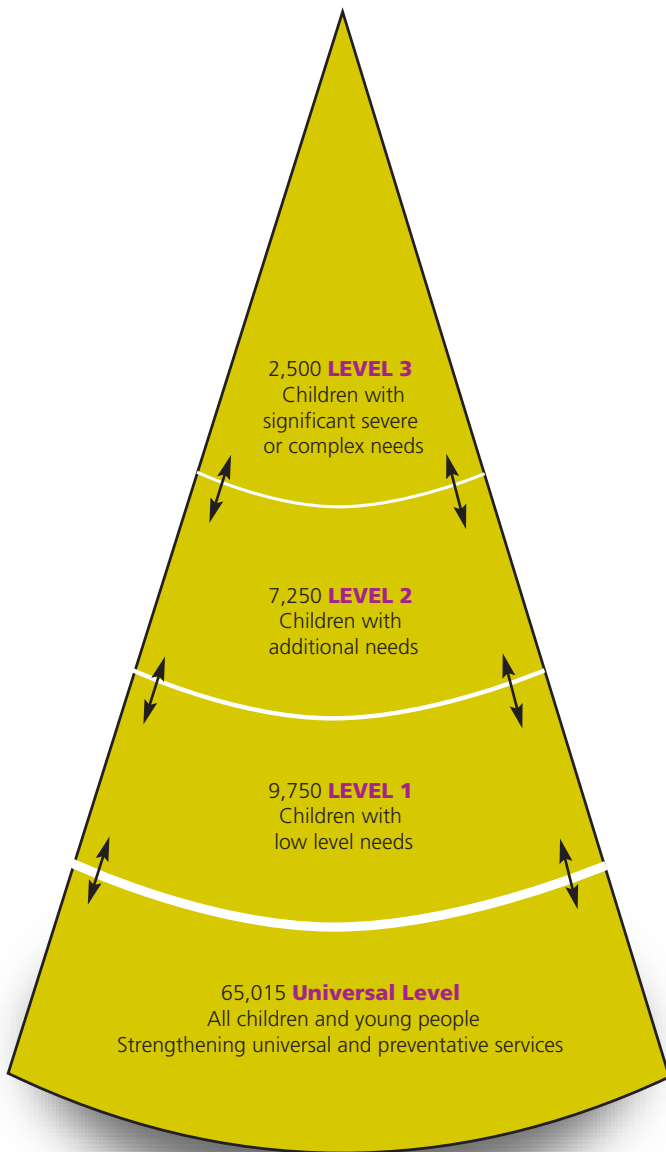 2,500 LEVEL 3
Children with
significant severe
or complex needs
7,250 LEVEL 2
Children with
additional needs
9,750 LEVEL 1
Children with
low level needs
65,015 Universal Level
All children and young people
Strengthening universal and preventative services